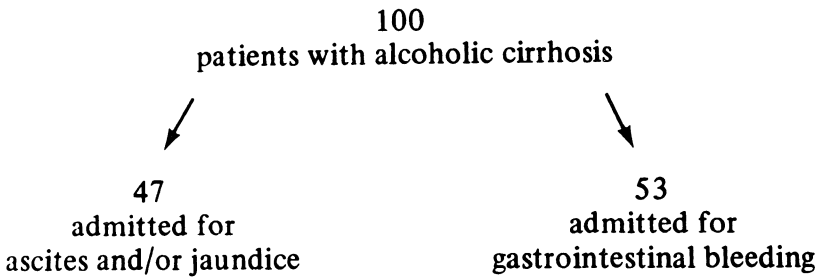 100
patients with alcoholic cirrhosis
47
admitted for
ascites and/or jaundice
53
admitted for
gastrointestinal bleeding